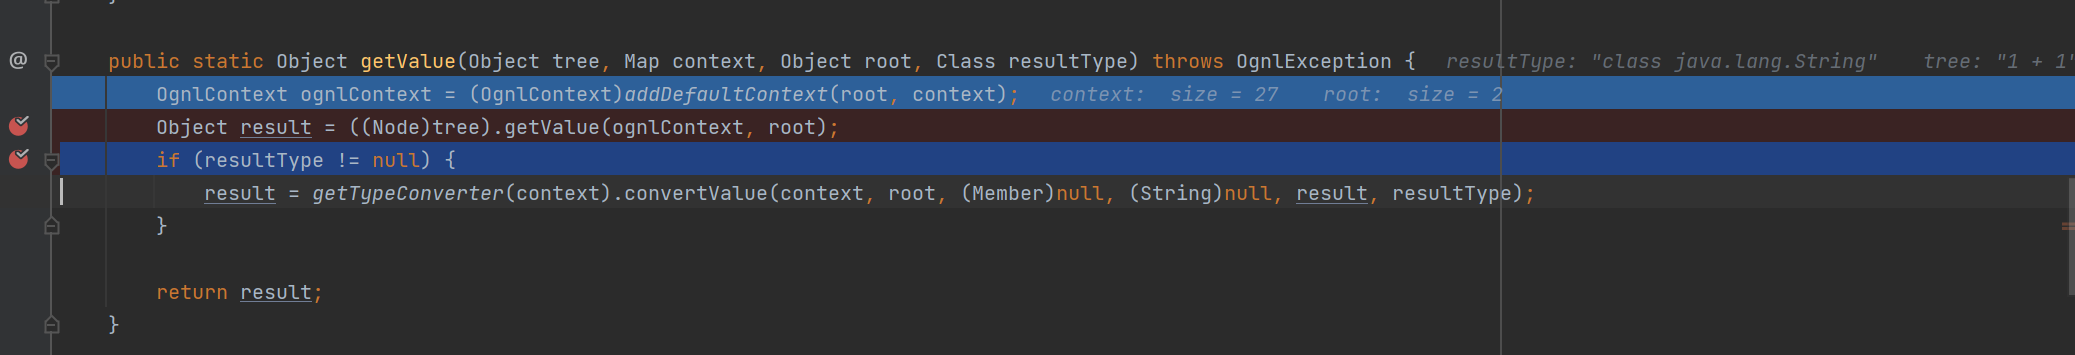 }
@
public static Object getValue(Object tree, Map context, Object root, Class resultType) throws OgnlException { resultType: "class java.lang.String" tree: "1 + 1"
OgnlContext ognlContext = (OgnlContext)addDefaultContext(root, context); context: size = 27 root: size = 2
Object result = ((Node)tree).getValue(ognlContext, root);
if (resultType != null) {
result = getTypeConverter(context).convertValue(context, root, (Member)null, (String)null, result, resultType);
}
return result;
}